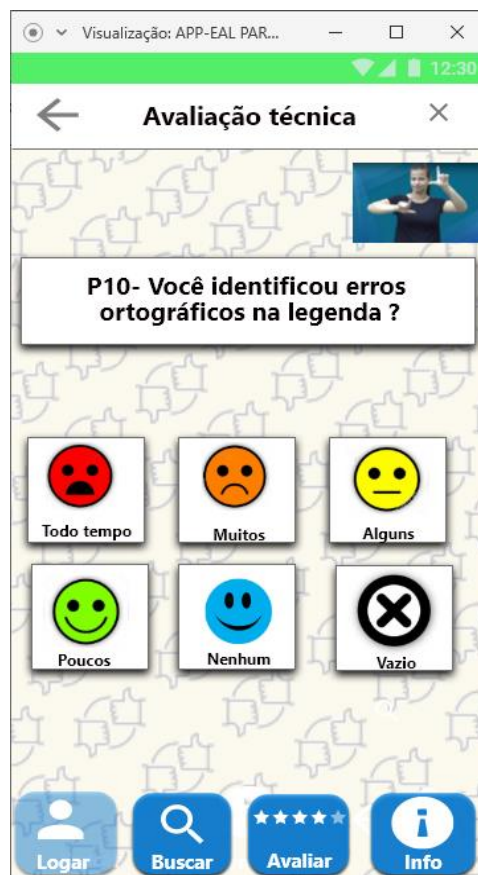 Visualização: APP-EAL PAR...
12:30
Avaliação técnica
P10- Você identificou erros
ortográficos na legenda ?
Todo tempo
Muitos
Alguns
Poucos
Nenhum
Vazio
Logar
Buscar
Avaliar
Info